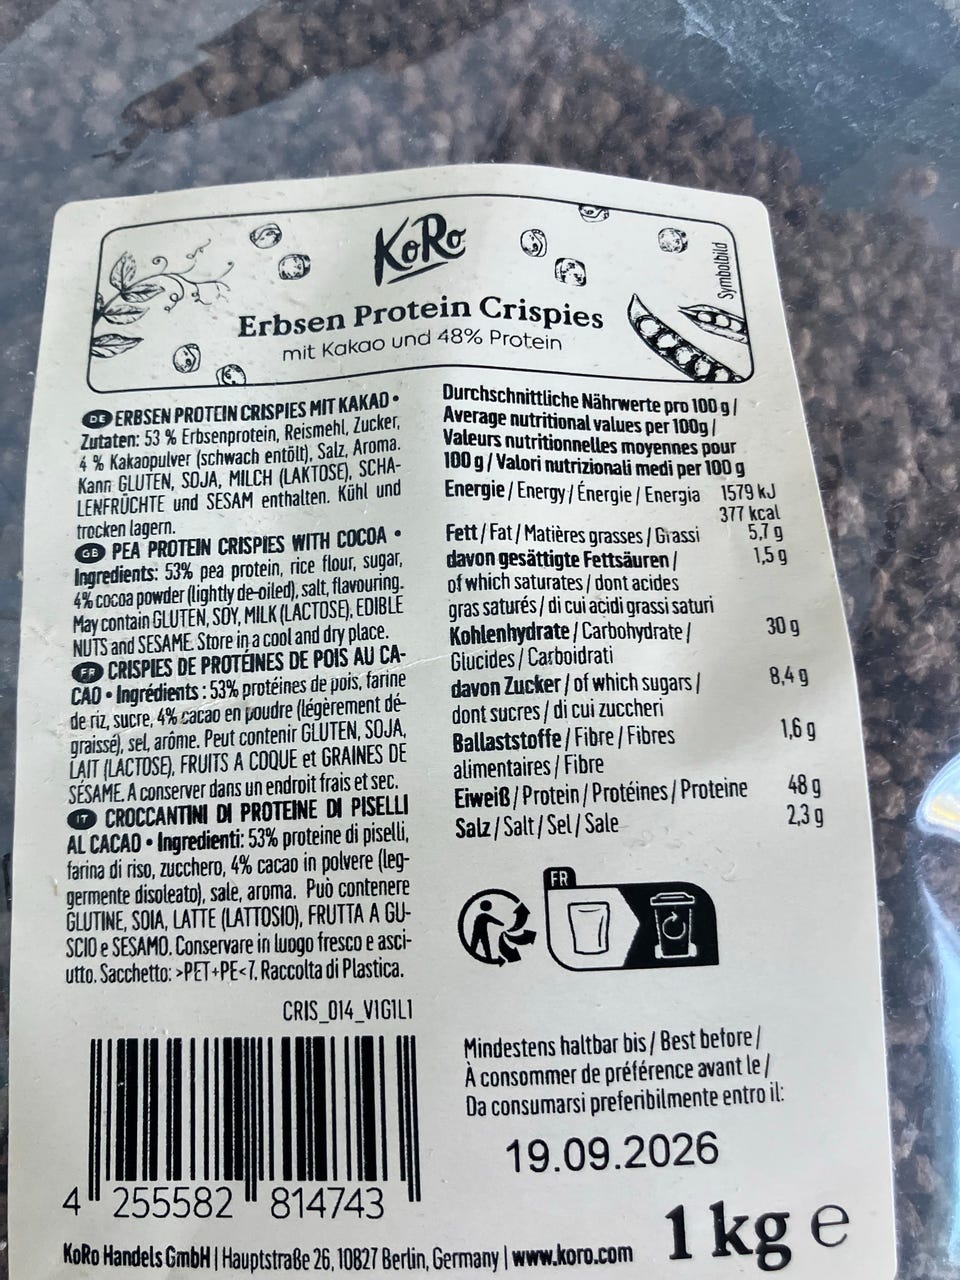 KoRo
Symbolbild
Erbsen Protein Crispies
mit Kakao und 48% Protein
DE ERBSEN PROTEIN CRISPIES MIT KAKAO •
Zutaten: 53 % Erbsenprotein, Reismehl, Zucker,
4 % Kakaopulver (schwach entölt), Salz, Aroma.
Kann GLUTEN, SOJA, MILCH (LAKTOSE), SCHA-
LENFRÜCHTE und SESAM enthalten. Kühl und
trocken lagern.
GB PEA PROTEIN CRISPIES WITH COCOA •
Ingredients: 53% pea protein, rice flour, sugar,
4% cocoa powder (lightly de-oiled), salt, flavouring.
May contain GLUTEN, SOY, MILK (LACTOSE), EDIBLE
NUTS and SESAME. Store in a cool and dry place.
FR CRISPIES DE PROTÉINES DE POIS AU CA-
CAO • Ingrédients : 53% protéines de pois, farine
de riz, sucre, 4% cacao en poudre (légèrement dé-
graissé), sel, arôme. Peut contenir GLUTEN, SOJA,
LAIT (LACTOSE), FRUITS A COQUE et GRAINES DE
SÉSAME. A conserver dans un endroit frais et sec.
IT CROCCANTINI DI PROTEINE DI PISELLI
AL CACAO • Ingredienti: 53% proteine di piselli,
farina di riso, zucchero, 4% cacao in polvere (leg-
germente disoleato), sale, aroma. Può contenere
GLUTINE, SOIA, LATTE (LATTOSIO), FRUTTA A GU-
SCIO e SESAMO. Conservare in luogo fresco e asci-
utto. Sacchetto: >PET+PE<7. Raccolta di Plastica.
CRIS_014_V1G1L1
Durchschnittliche Nährwerte pro 100 g /
Average nutritional values per 100g /
Valeurs nutritionnelles moyennes pour
100 g / Valori nutrizionali medi per 100 g
Energie / Energy / Énergie / Energia 1579 kJ
377 kcal
Fett / Fat / Matières grasses / Grassi 5,7 g
davon gesättigte Fettsäuren / 1,5 g
of which saturates / dont acides
gras saturés / di cui acidi grassi saturi
Kohlenhydrate / Carbohydrate / 30 g
Glucides / Carboidrati
davon Zucker / of which sugars / 8,4 g
dont sucres / di cui zuccheri
Ballaststoffe / Fibre / Fibres 1,6 g
alimentaires / Fibre
Eiweiß / Protein / Protéines / Proteine 48 g
Salz / Salt / Sel / Sale 2,3 g
FR
Mindestens haltbar bis / Best before /
À consommer de préférence avant le /
Da consumarsi preferibilmente entro il:
19.09.2026
4 255582 814743
1 kg e
KoRo Handels GmbH | Hauptstraße 26, 10827 Berlin, Germany | www.koro.com